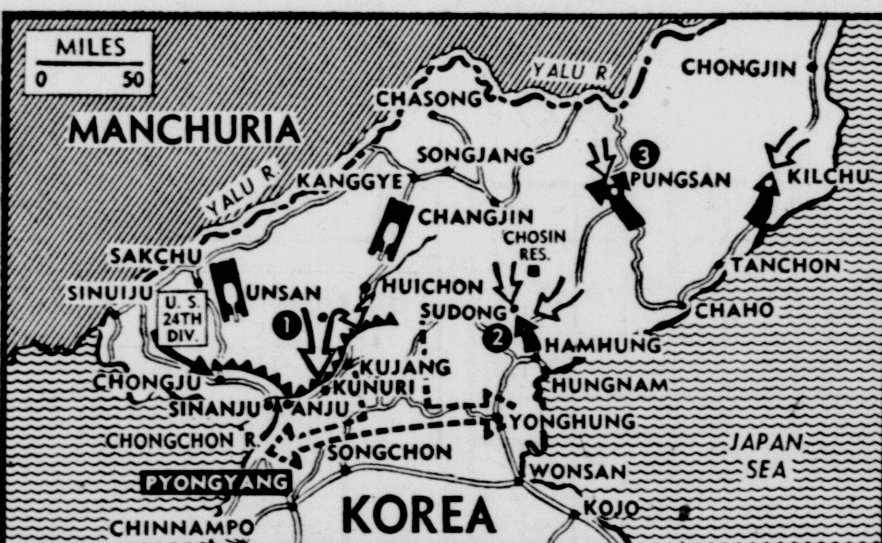 MILES
0 50
MANCHURIA
YALU R.
CHONGJIN
CHASONG
SONGJANG
KANGGYE
3
PUNGSAN
KILCHU
YALU R.
CHANGJIN
CHOSIN
RES.
SAKCHU
SINUIJU
U. S.
24TH
DIV.
UNSAN
HUICHON
TANCHON
CHAHO
1
SUDONG
2
HAMHUNG
KUJANG
CHONGJU
KUNURI
HUNGNAM
SINANJU
ANJU
YONGHUNG
CHONGCHON R.
SONGCHON
JAPAN
SEA
PYONGYANG
WONSAN
KOREA
KOJO
CHINNAMPO